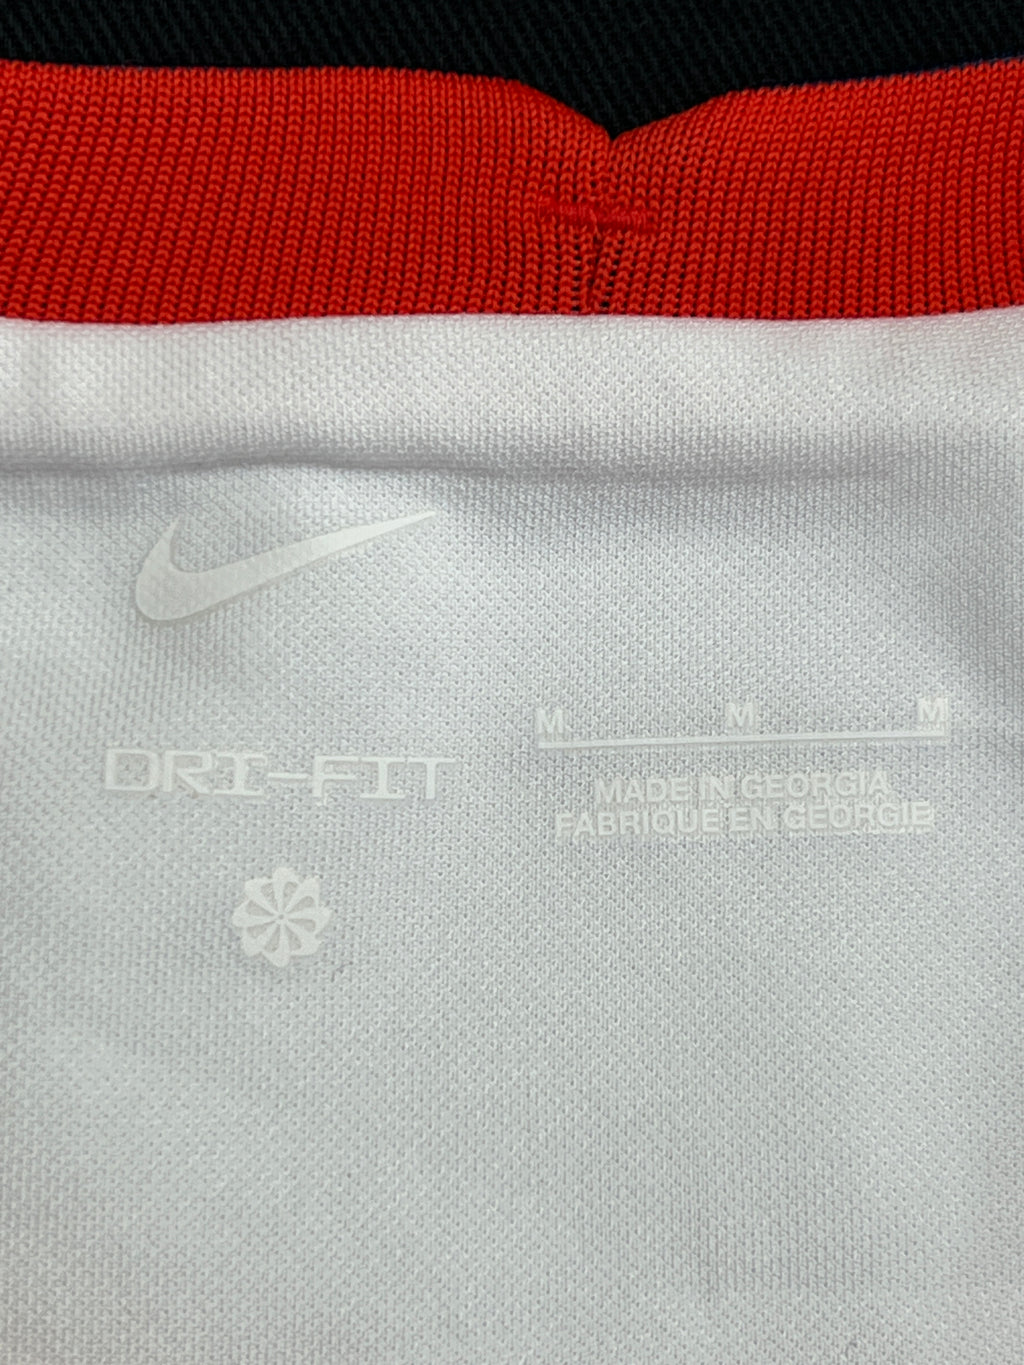 M M M
DRI-FIT
MADE IN GEORGIA
FABRIQUE EN GEORGIE